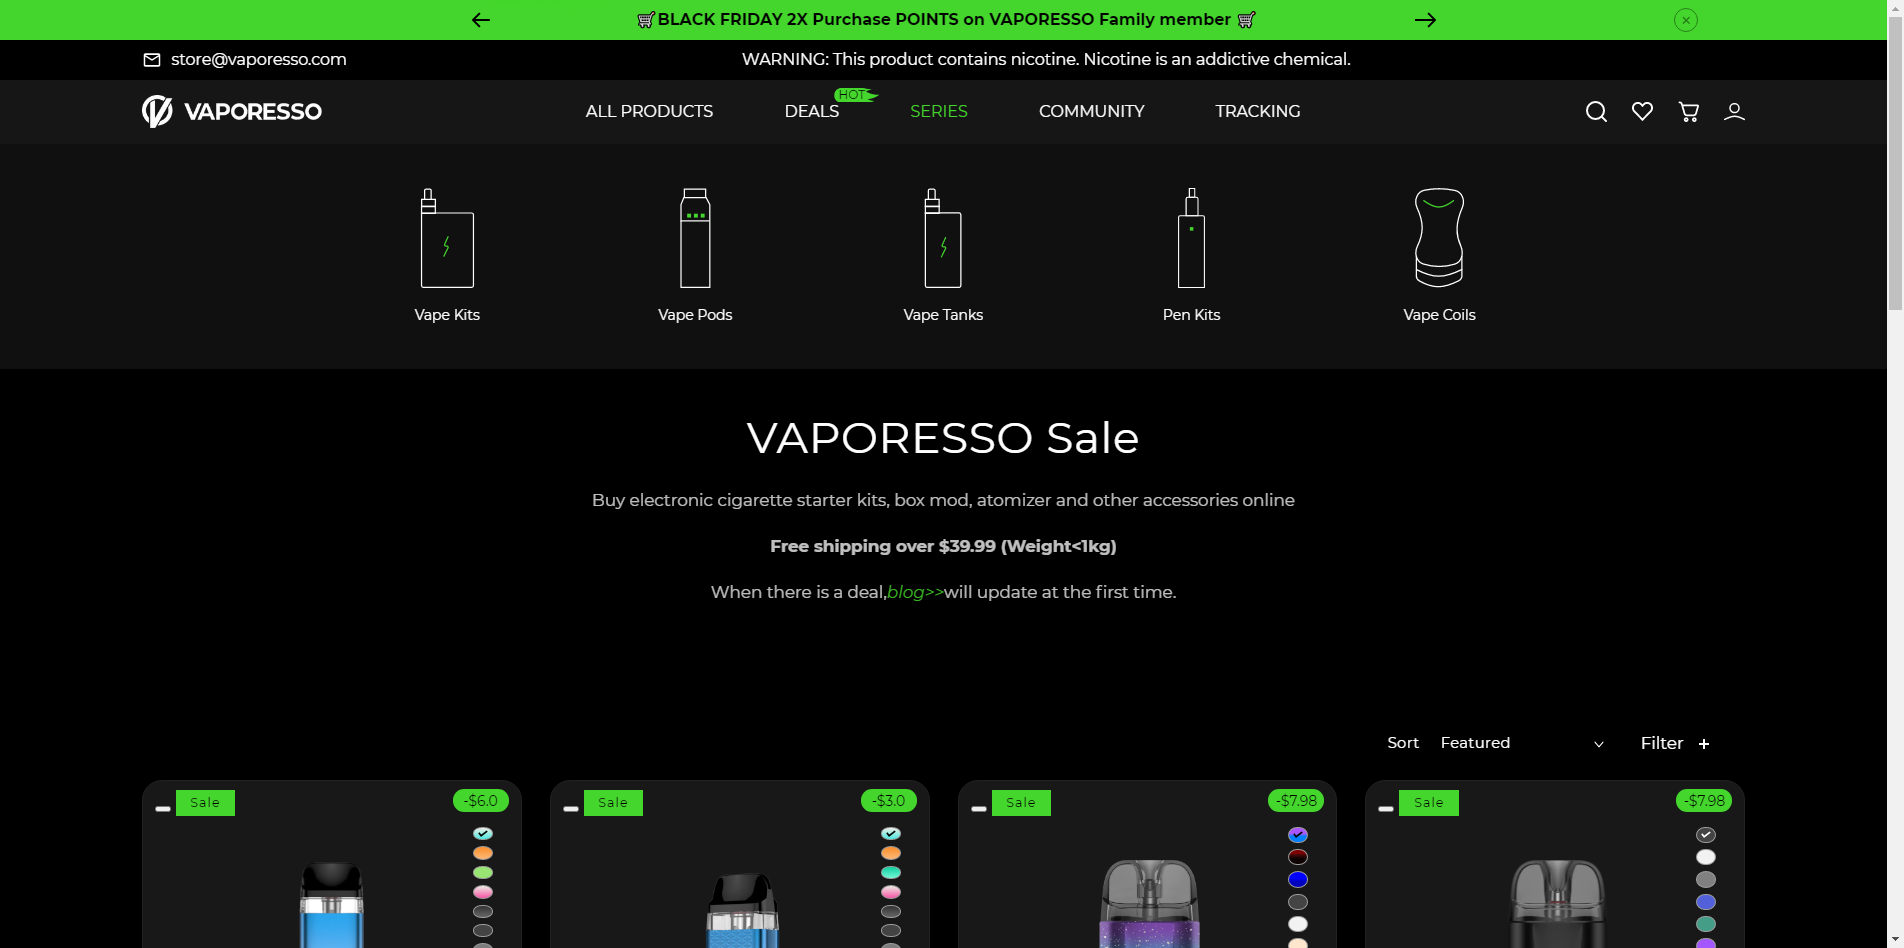 🛒BLACK FRIDAY 2X Purchase POINTS on VAPORESSO Family member 🛒
store@vaporesso.com
WARNING: This product contains nicotine. Nicotine is an addictive chemical.
VAPORESSO
ALL PRODUCTS
DEALS
HOT
SERIES
COMMUNITY
TRACKING
Vape Kits
Vape Pods
Vape Tanks
Pen Kits
Vape Coils
VAPORESSO Sale
Buy electronic cigarette starter kits, box mod, atomizer and other accessories online
Free shipping over $39.99 (Weight<1kg)
When there is a deal,blog>>will update at the first time.
Sort Featured
Filter +
Sale
-$6.0
Sale
-$3.0
Sale
-$7.98
Sale
-$7.98